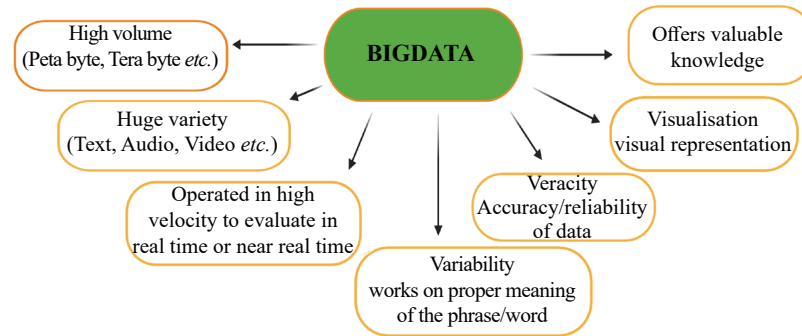 BIGDATA
High volume
(Peta byte, Tera byte etc.)
Huge variety
(Text, Audio, Video etc.)
Operated in high
velocity to evaluate in
real time or near real time
Variability
works on proper meaning
of the phrase/word
Veracity
Accuracy/reliability
of data
Visualisation
visual representation
Offers valuable
knowledge